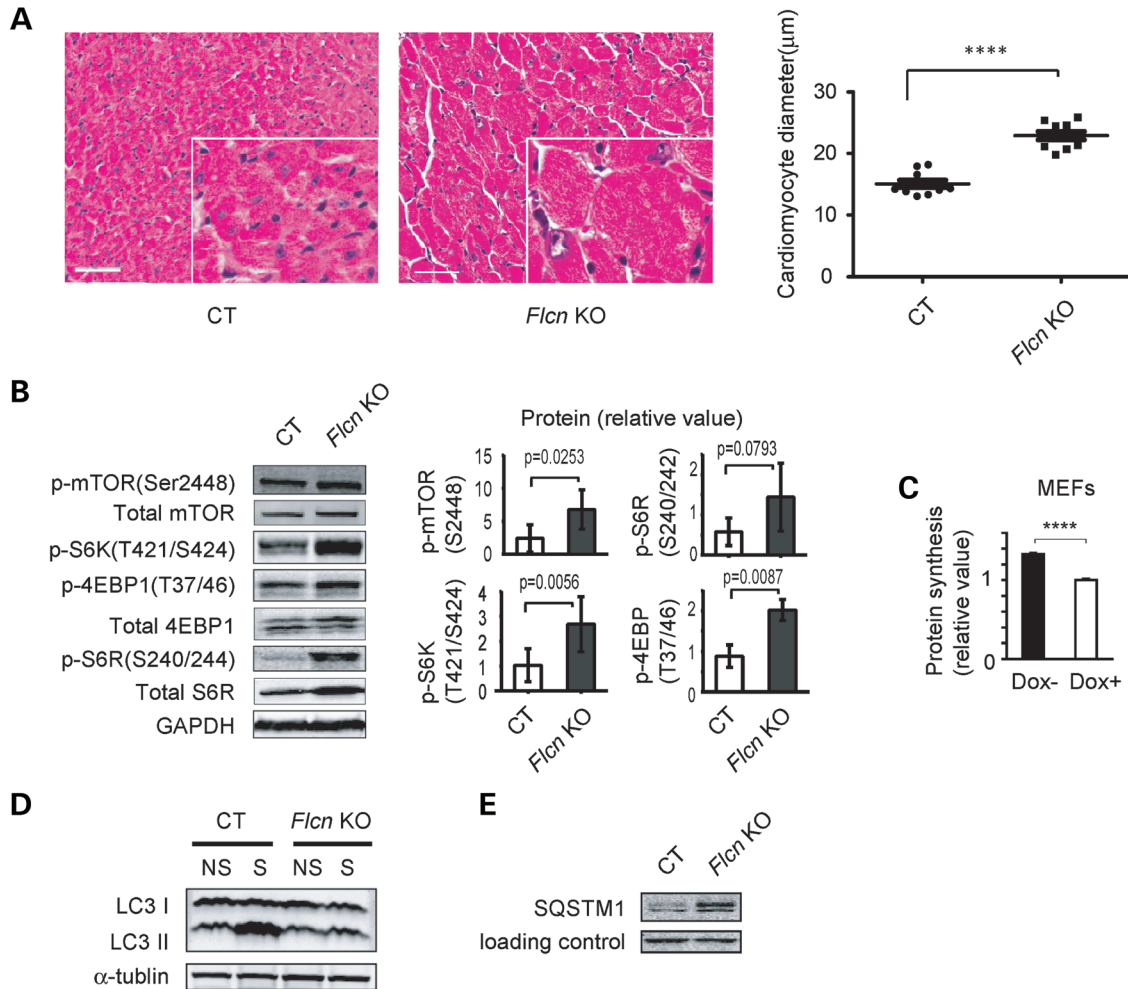 A
CT
Flcn KO
Cardiomyocyte diameter(μm)
30
20
10
0
****
CT
Flcn KO
B
CT
Flcn KO
p-mTOR(Ser2448)
Total mTOR
p-S6K(T421/S424)
p-4EBP1(T37/46)
Total 4EBP1
p-S6R(S240/244)
Total S6R
GAPDH
Protein (relative value)
p-mTOR
(S2448)
15
10
5
0
p=0.0253
p-S6R
(S240/242)
2
1
0
p=0.0793
p-S6K
(T421/S424)
4
3
2
1
0
p=0.0056
CT
Flcn KO
p-4EBP
(T37/46)
2
1
0
p=0.0087
CT
Flcn KO
C
MEFs
****
Protein synthesis
(relative value)
1
0
Dox- Dox+
D
CT Flcn KO
NS S NS S
LC3 I
LC3 II
α-tublin
E
CT
Flcn KO
SQSTM1
loading control